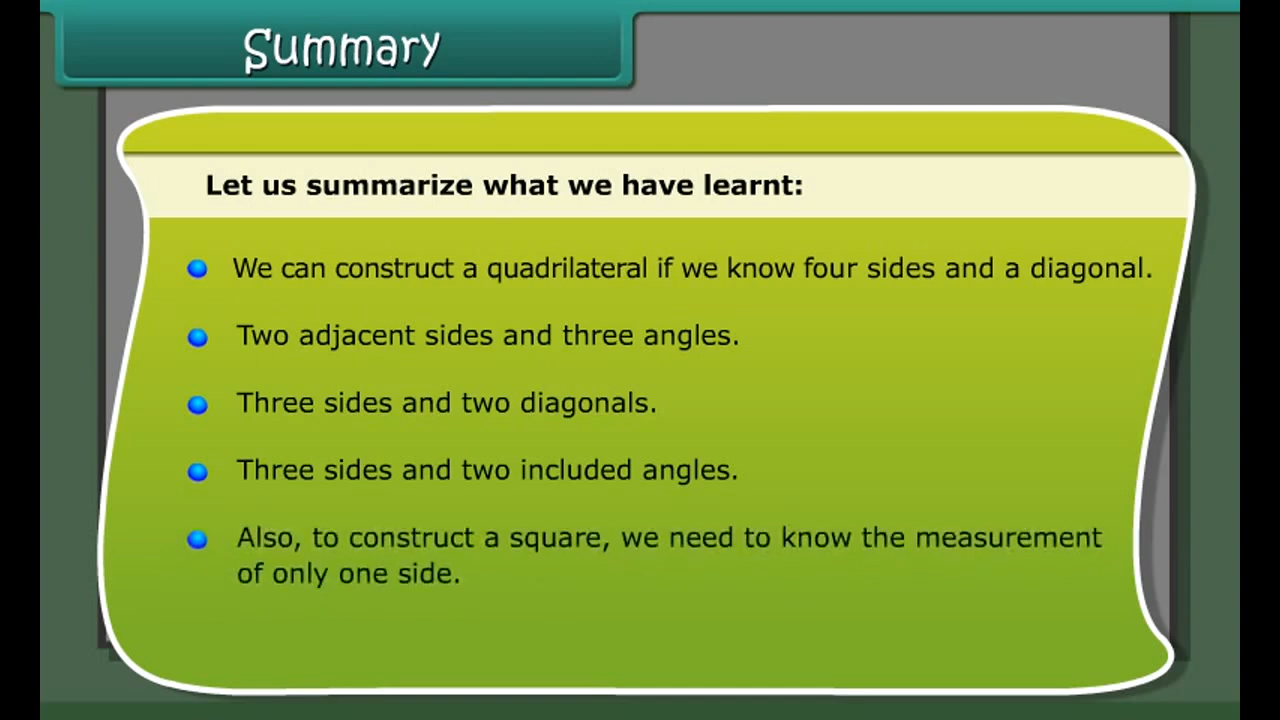 Summary
Let us summarize what we have learnt:
We can construct a quadrilateral if we know four sides and a diagonal.
Two adjacent sides and three angles.
Three sides and two diagonals.
Three sides and two included angles.
Also, to construct a square, we need to know the measurement
of only one side.